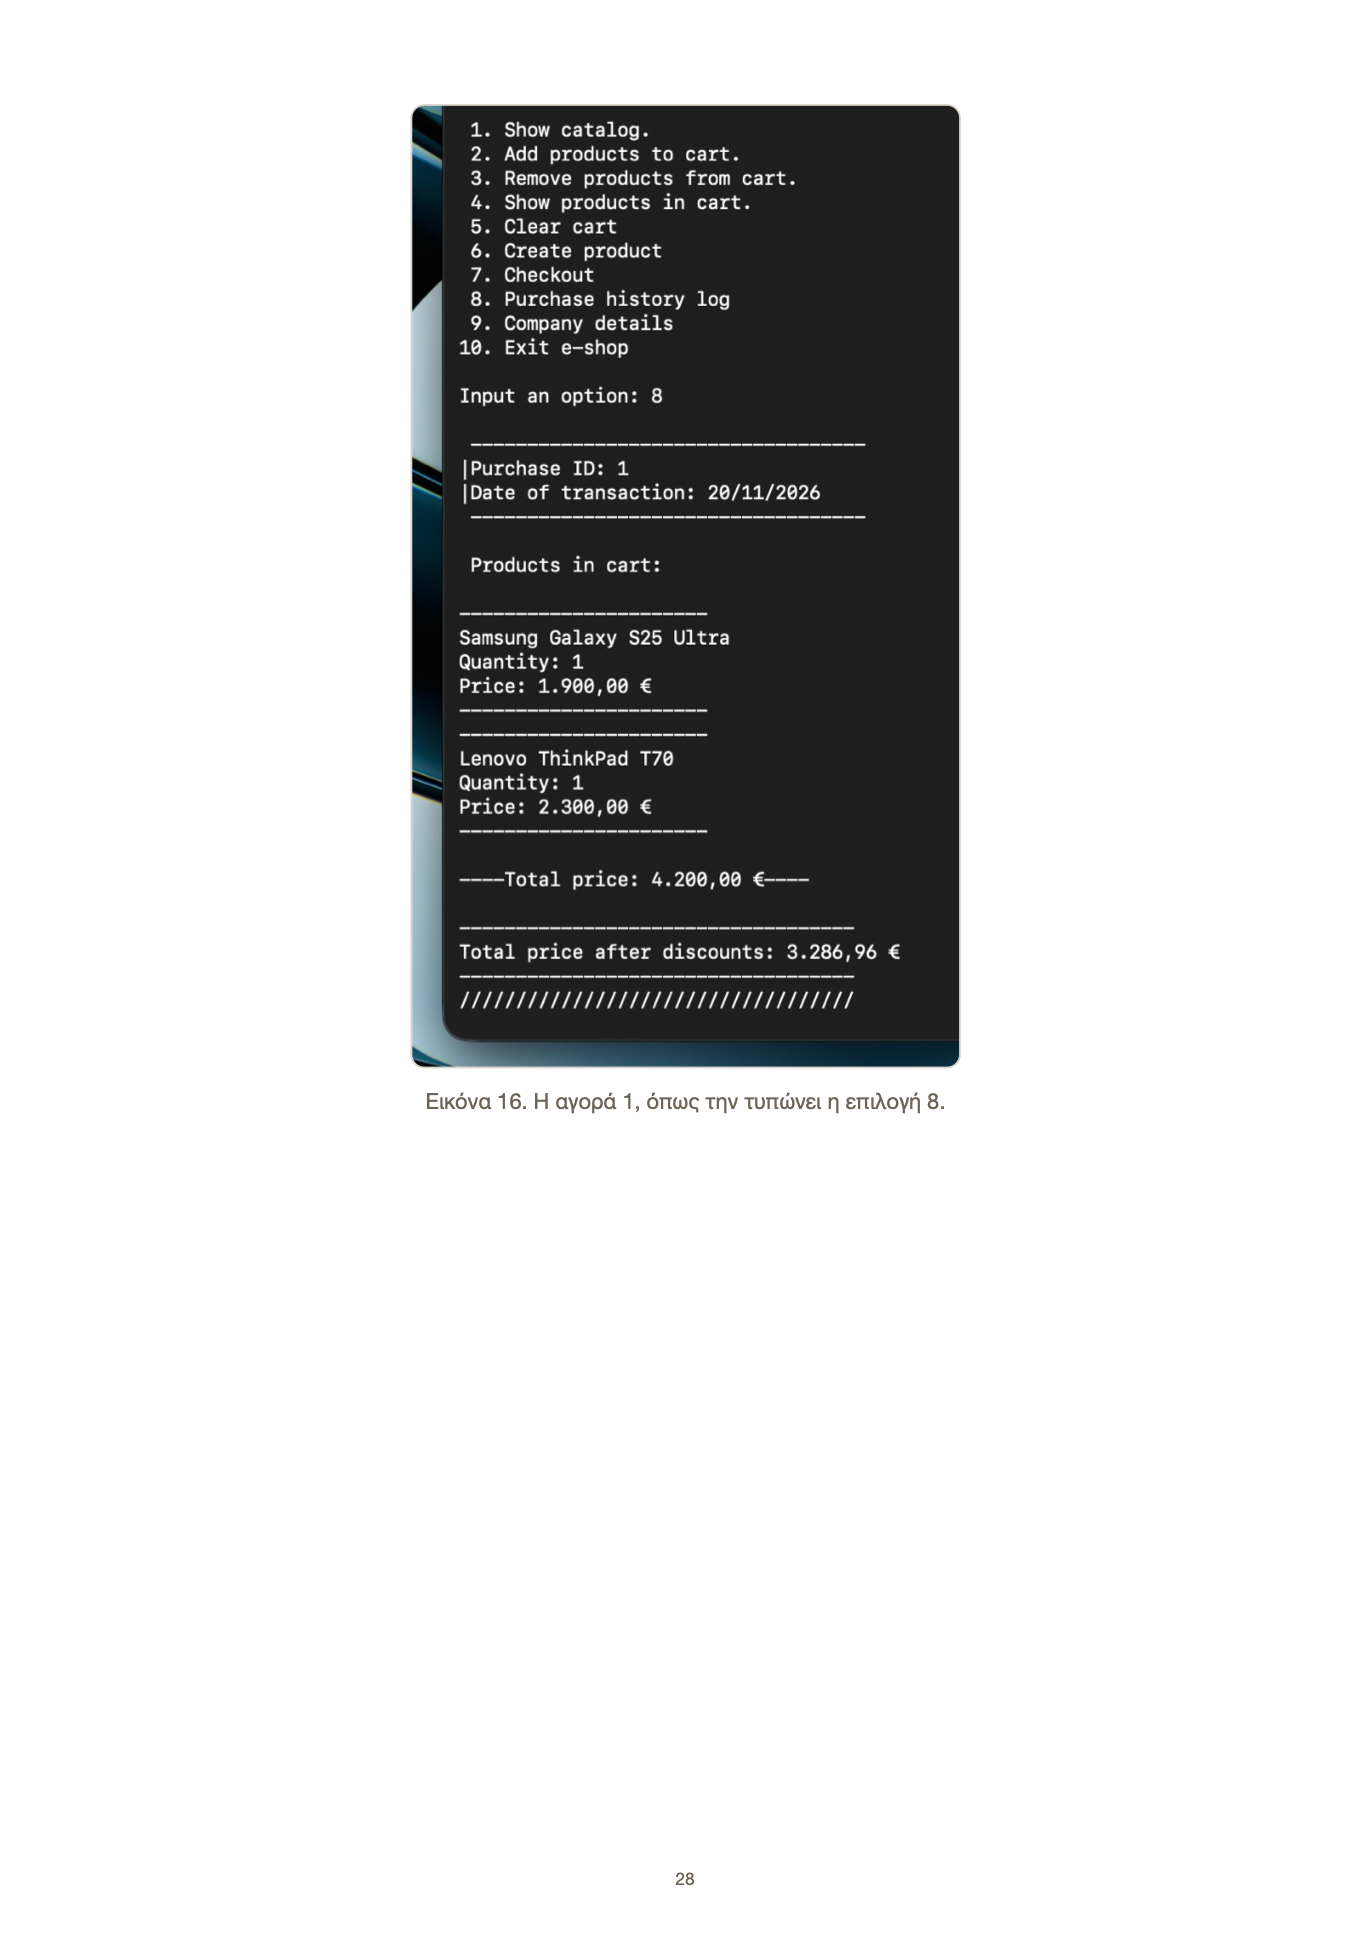 1. Show catalog.
2. Add products to cart.
3. Remove products from cart.
4. Show products in cart.
5. Clear cart
6. Create product
7. Checkout
8. Purchase history log
9. Company details
10. Exit e-shop
Input an option: 8
-----------------------------------
|Purchase ID: 1
|Date of transaction: 20/11/2026
-----------------------------------
Products in cart:
----------------------
Samsung Galaxy S25 Ultra
Quantity: 1
Price: 1.900,00 €
----------------------
----------------------
Lenovo ThinkPad T70
Quantity: 1
Price: 2.300,00 €
----------------------
----Total price: 4.200,00 €----
-----------------------------------
Total price after discounts: 3.286,96 €
-----------------------------------
///////////////////////////////////
Εικόνα 16. Η αγορά 1, όπως την τυπώνει η επιλογή 8.
28